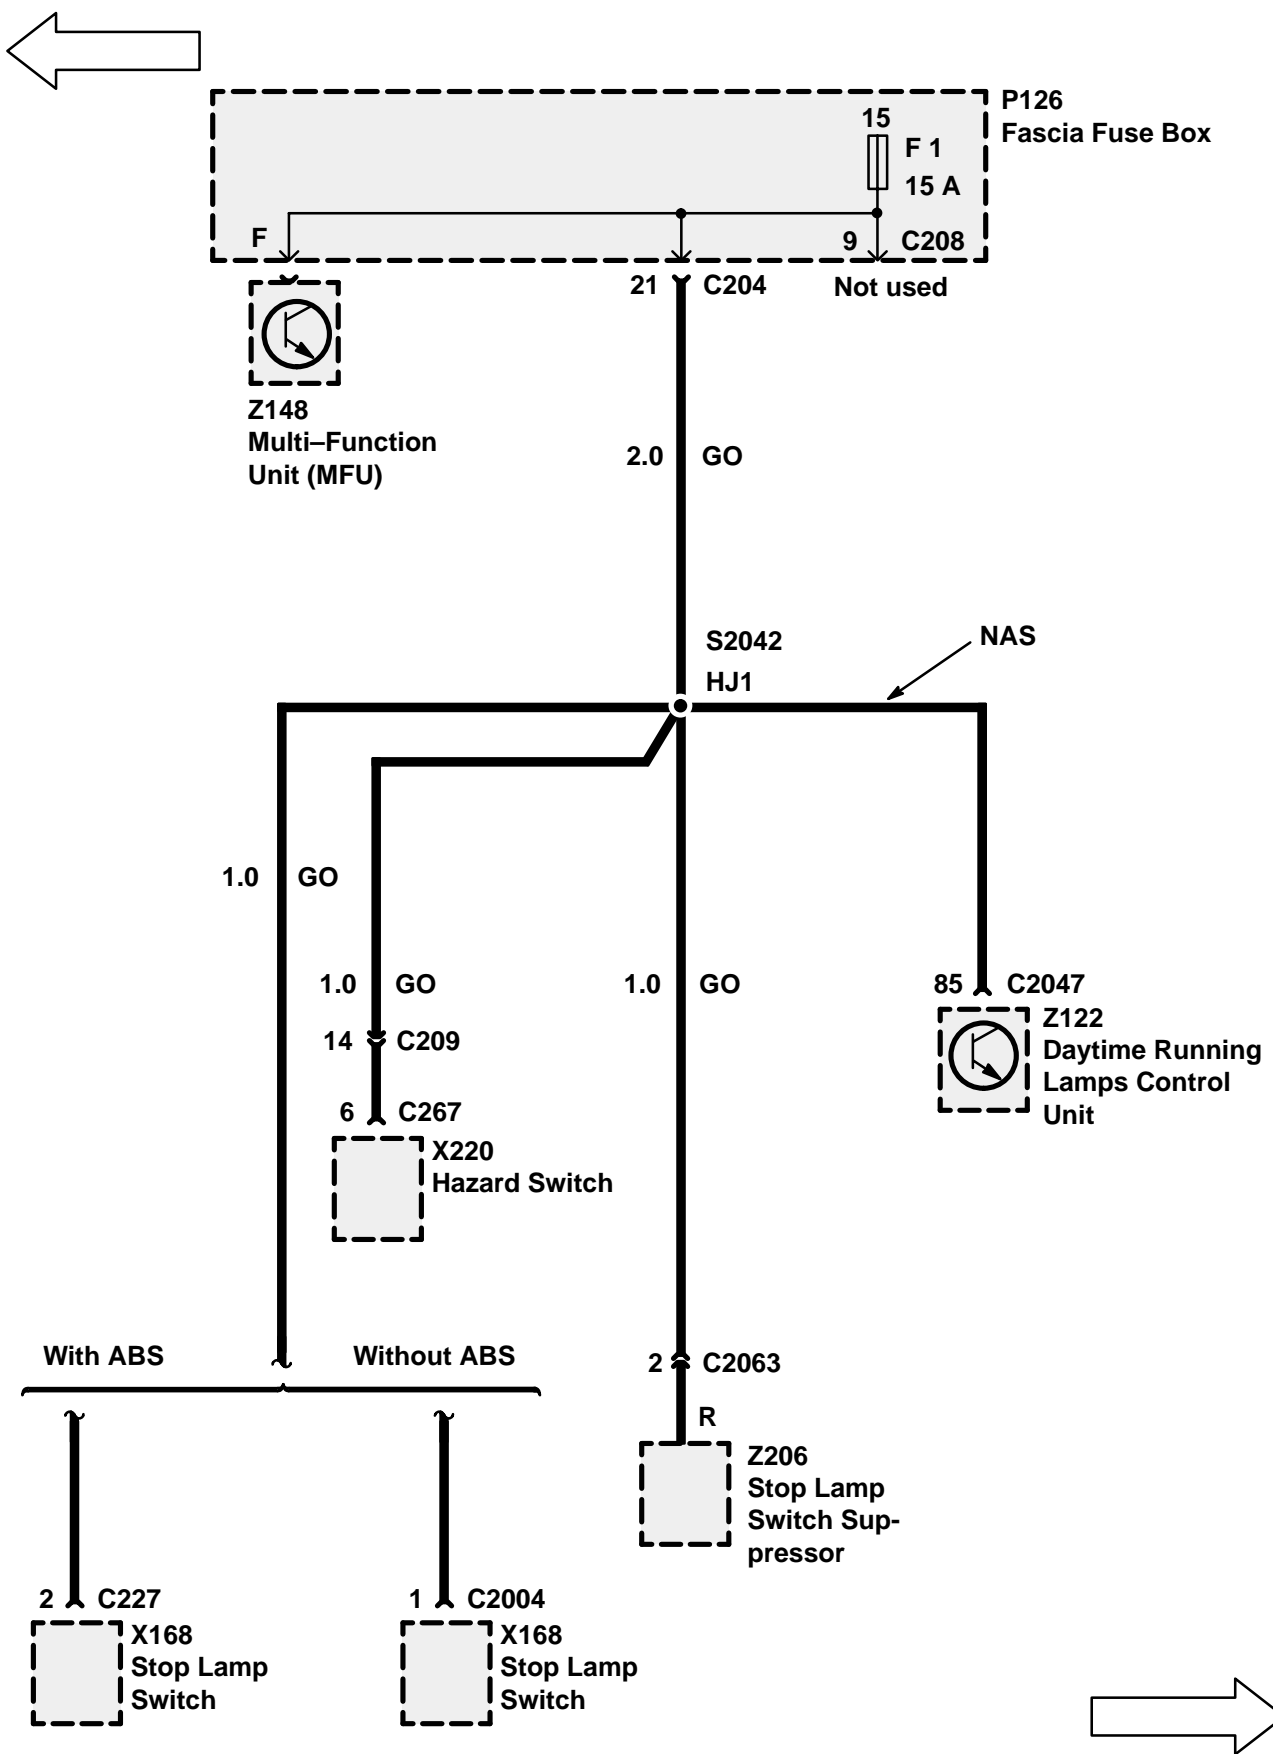 P126
Fascia Fuse Box
15
F 1
15 A
F
9 C208
21 C204
Not used
Z148
Multi–Function
Unit (MFU)
2.0 GO
S2042
HJ1
NAS
1.0 GO
1.0 GO
1.0 GO
85 C2047
14 C209
Z122
Daytime Running
Lamps Control
Unit
6 C267
X220
Hazard Switch
With ABS
Without ABS
2 C2063
R
Z206
Stop Lamp
Switch Sup-
pressor
2 C227
X168
Stop Lamp
Switch
1 C2004
X168
Stop Lamp
Switch